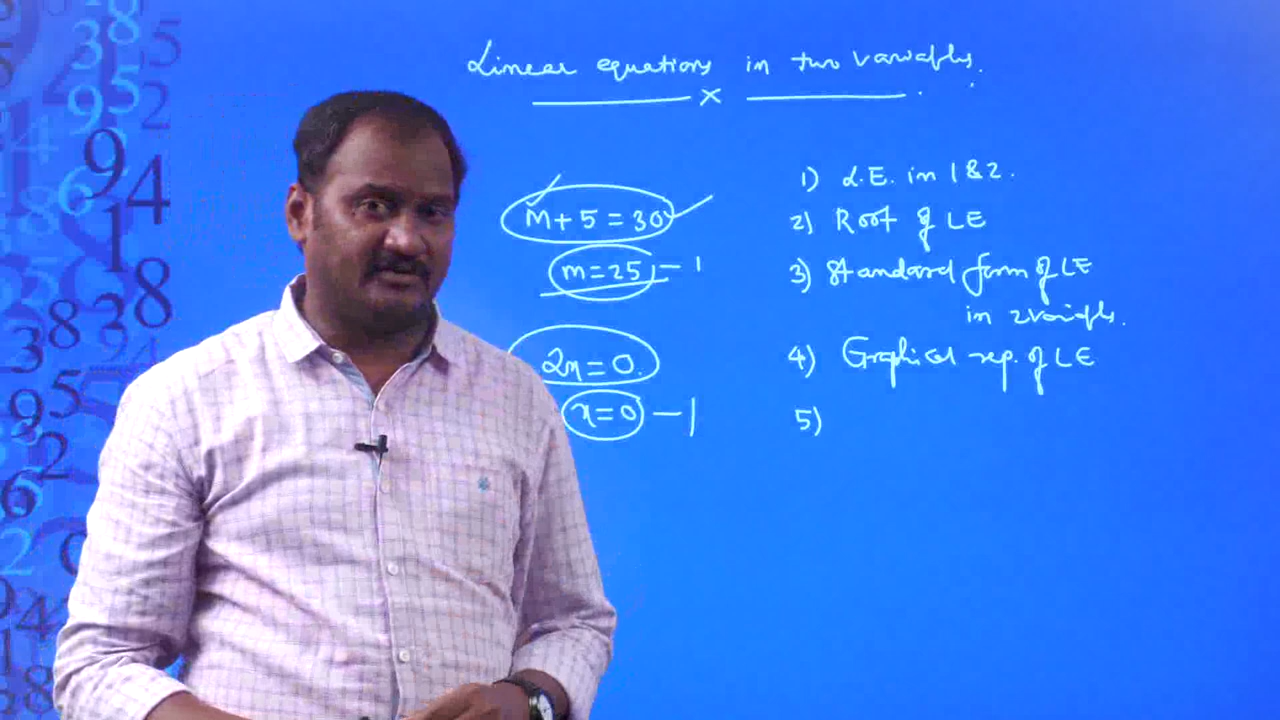 Linear equations in two variables.
m + 5 = 30
m = 25 - 1
2x = 0.
x = 0 - 1
1) L.E. in 1 & 2.
2) Root of LE
3) Standard form of LE
in 2 variables.
4) Graphical rep. of LE
5)